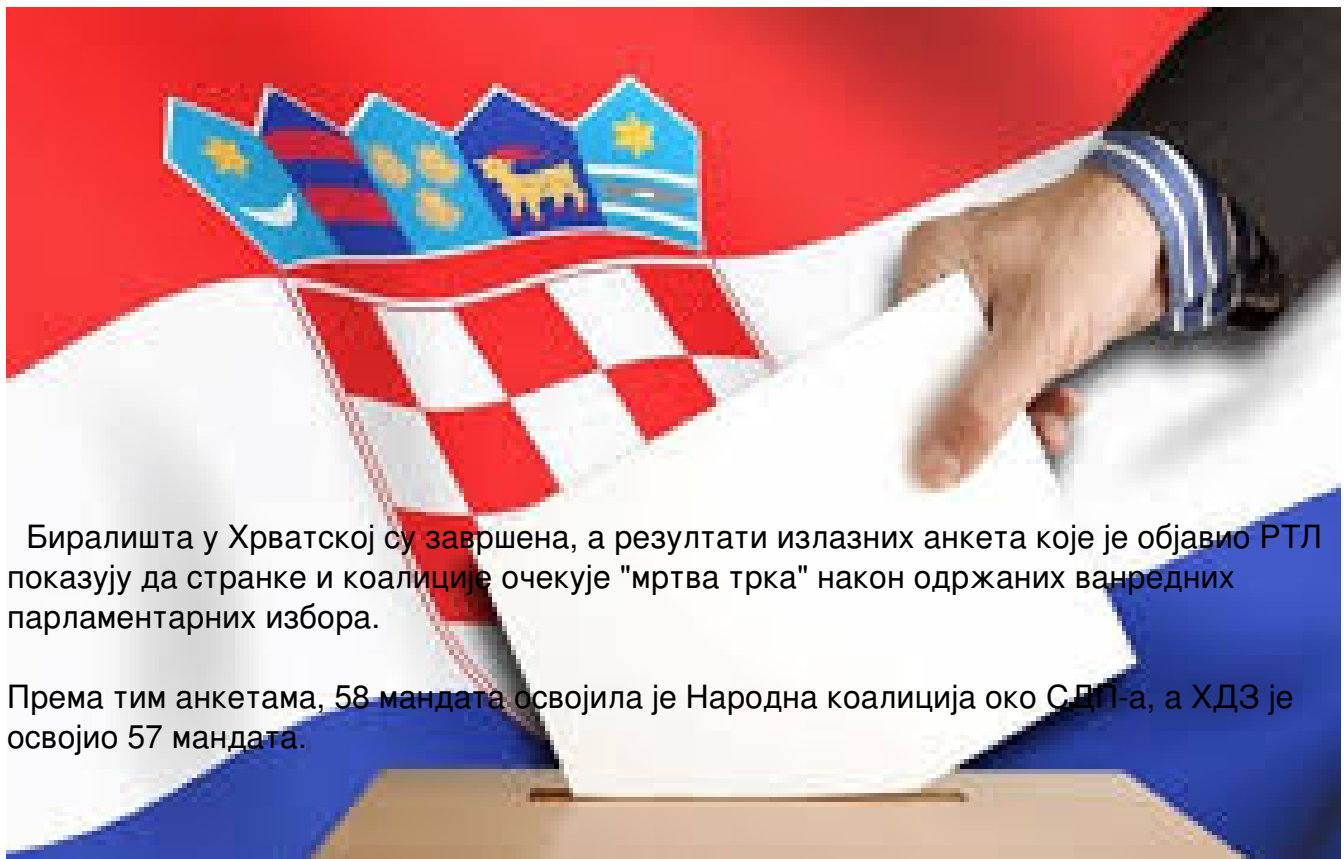 Биралишта у Хрватској су завршена, а резултати излазних анкета које је објавио РТЛ
показују да странке и коалиције очекује "мртва трка" након одржаних ванредних
парламентарних избора.
Према тим анкетама, 58 мандата освојила је Народна коалиција око СДП-а, а ХДЗ је
освојио 57 мандата.